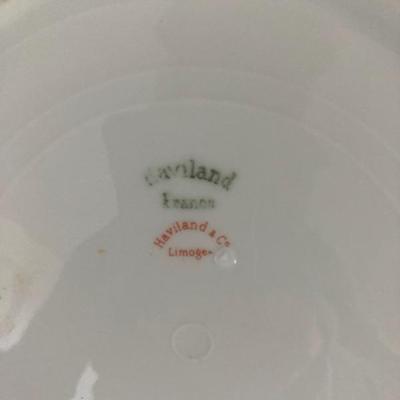 Haviland
France
Haviland & Co
Limoges